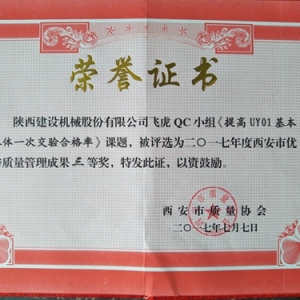 荣誉证书
陕西建设机械股份有限公司飞虎QC小组《提高UY01基本
体一次交验合格率》课题，被评选为二〇一七年度西安市优
质量管理成果三等奖，特发此证，以资鼓励。
西安市质量协会
二〇一七年七月七日